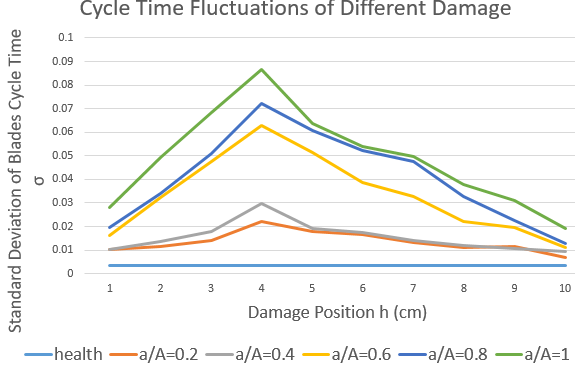 Cycle Time Fluctuations of Different Damage
Standard Deviation of Blades Cycle Time
σ
0.1
0.09
0.08
0.07
0.06
0.05
0.04
0.03
0.02
0.01
0
1 2 3 4 5 6 7 8 9 10
Damage Position h (cm)
health a/A=0.2 a/A=0.4 a/A=0.6 a/A=0.8 a/A=1